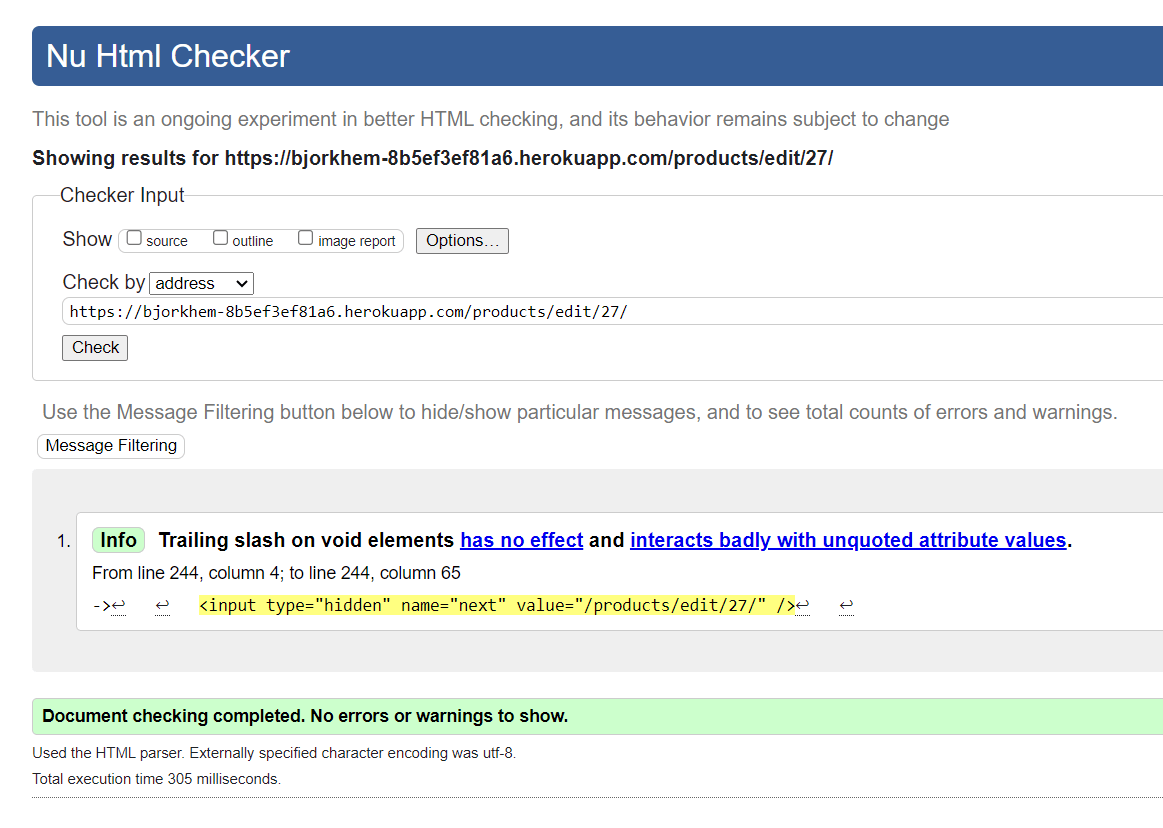 Nu Html Checker
This tool is an ongoing experiment in better HTML checking, and its behavior remains subject to change
Showing results for https://bjorkhem-8b5ef3ef81a6.herokuapp.com/products/edit/27/
Checker Input
Show source outline image report Options...
Check by address
https://bjorkhem-8b5ef3ef81a6.herokuapp.com/products/edit/27/
Check
Use the Message Filtering button below to hide/show particular messages, and to see total counts of errors and warnings.
Message Filtering
1. Info Trailing slash on void elements has no effect and interacts badly with unquoted attribute values.
From line 244, column 4; to line 244, column 65
->↩ ↩ <input type="hidden" name="next" value="/products/edit/27/" />↩ ↩
Document checking completed. No errors or warnings to show.
Used the HTML parser. Externally specified character encoding was utf-8.
Total execution time 305 milliseconds.